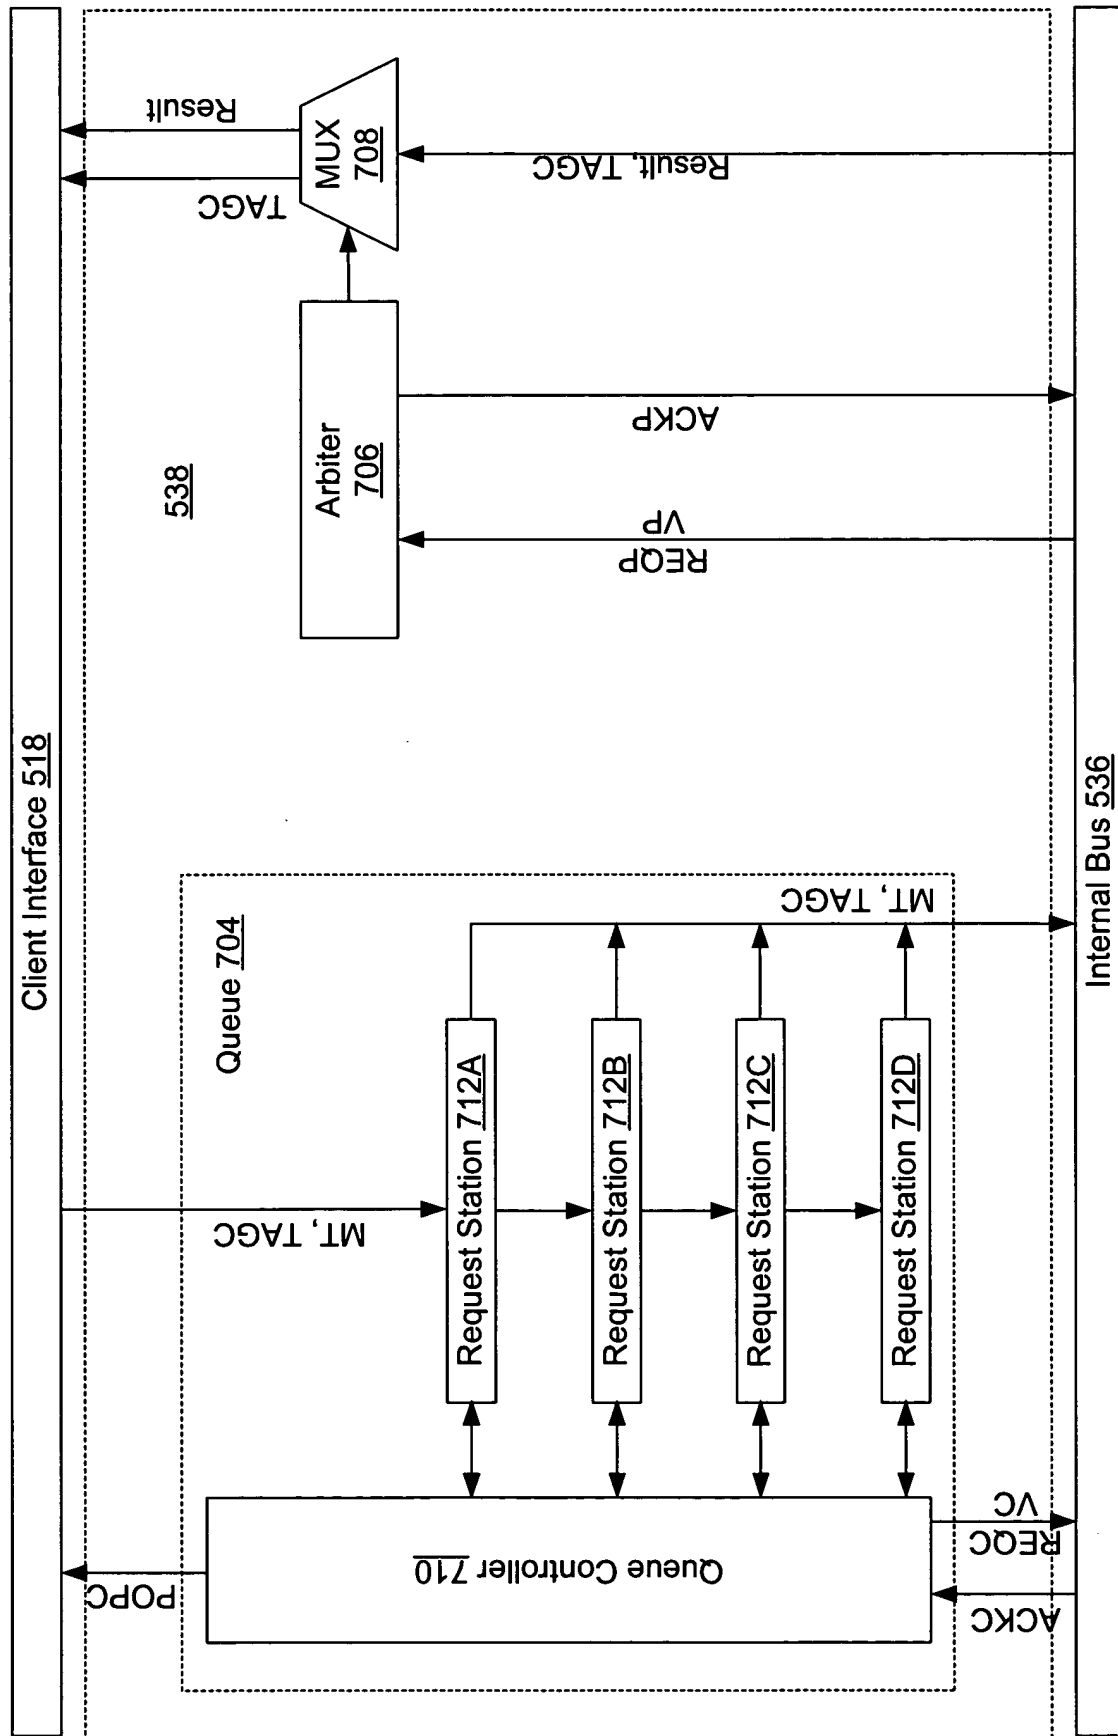 Client Interface 518
POPC
MT, TAGC
TAGC
Result
538
Queue 704
Queue Controller 710
Request Station 712A
Request Station 712B
Request Station 712C
Request Station 712D
MT, TAGC
Arbiter
706
MUX
708
ACKC
REQC
VC
REQP
VP
ACKP
Result, TAGC
Internal Bus 536